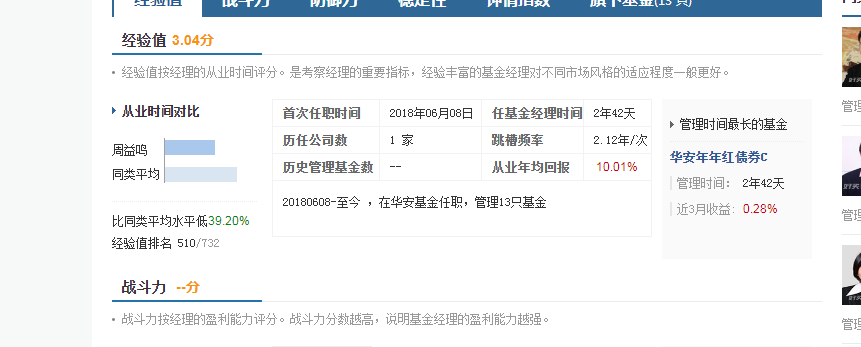 经验值 战斗力 防御力 稳定性 评估指数 旗下基金(13 只)
经验值 3.04分
• 经验值按经理的从业时间评分。是考察经理的重要指标，经验丰富的基金经理对不同市场风格的适应程度一般更好。
从业时间对比
周益鸣
同类平均
比同类平均水平低39.20%
经验值排名 510/732
首次任职时间 2018年06月08日 任基金经理时间 2年42天
历任公司数 1 家 跳槽频率 2.12年/次
历史管理基金数 -- 从业年均回报 10.01%
20180608-至今 ，在华安基金任职，管理13只基金
管理时间最长的基金
华安年年红债券C
管理时间： 2年42天
近3月收益： 0.28%
战斗力 --分
• 战斗力按经理的盈利能力评分。战斗力分数越高，说明基金经理的盈利能力越强。
管理
管理
管理